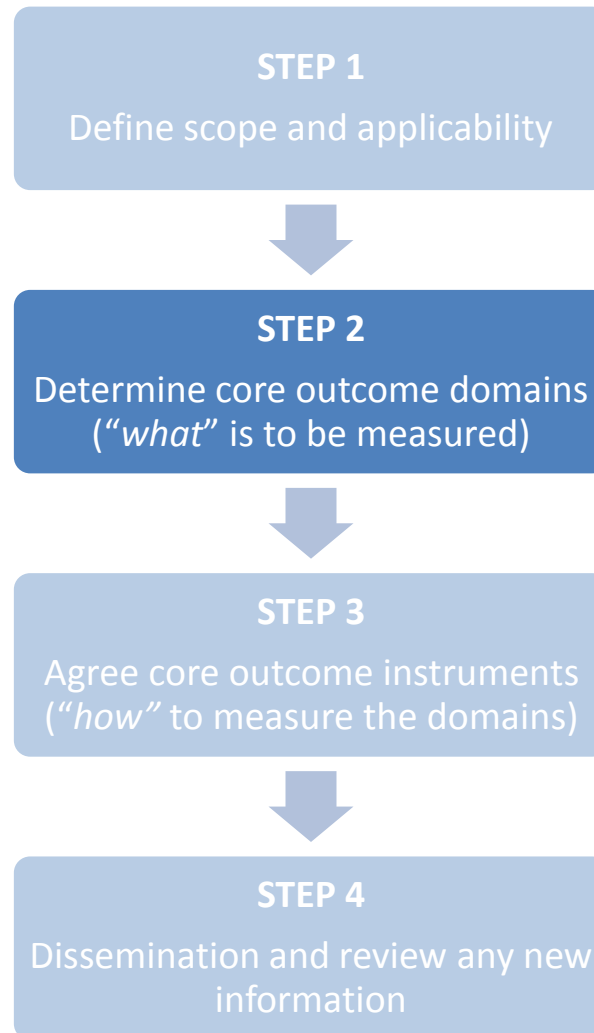 STEP 1
Define scope and applicability
STEP 2
Determine core outcome domains
(“what” is to be measured)
STEP 3
Agree core outcome instruments
(“how” to measure the domains)
STEP 4
Dissemination and review any new
information